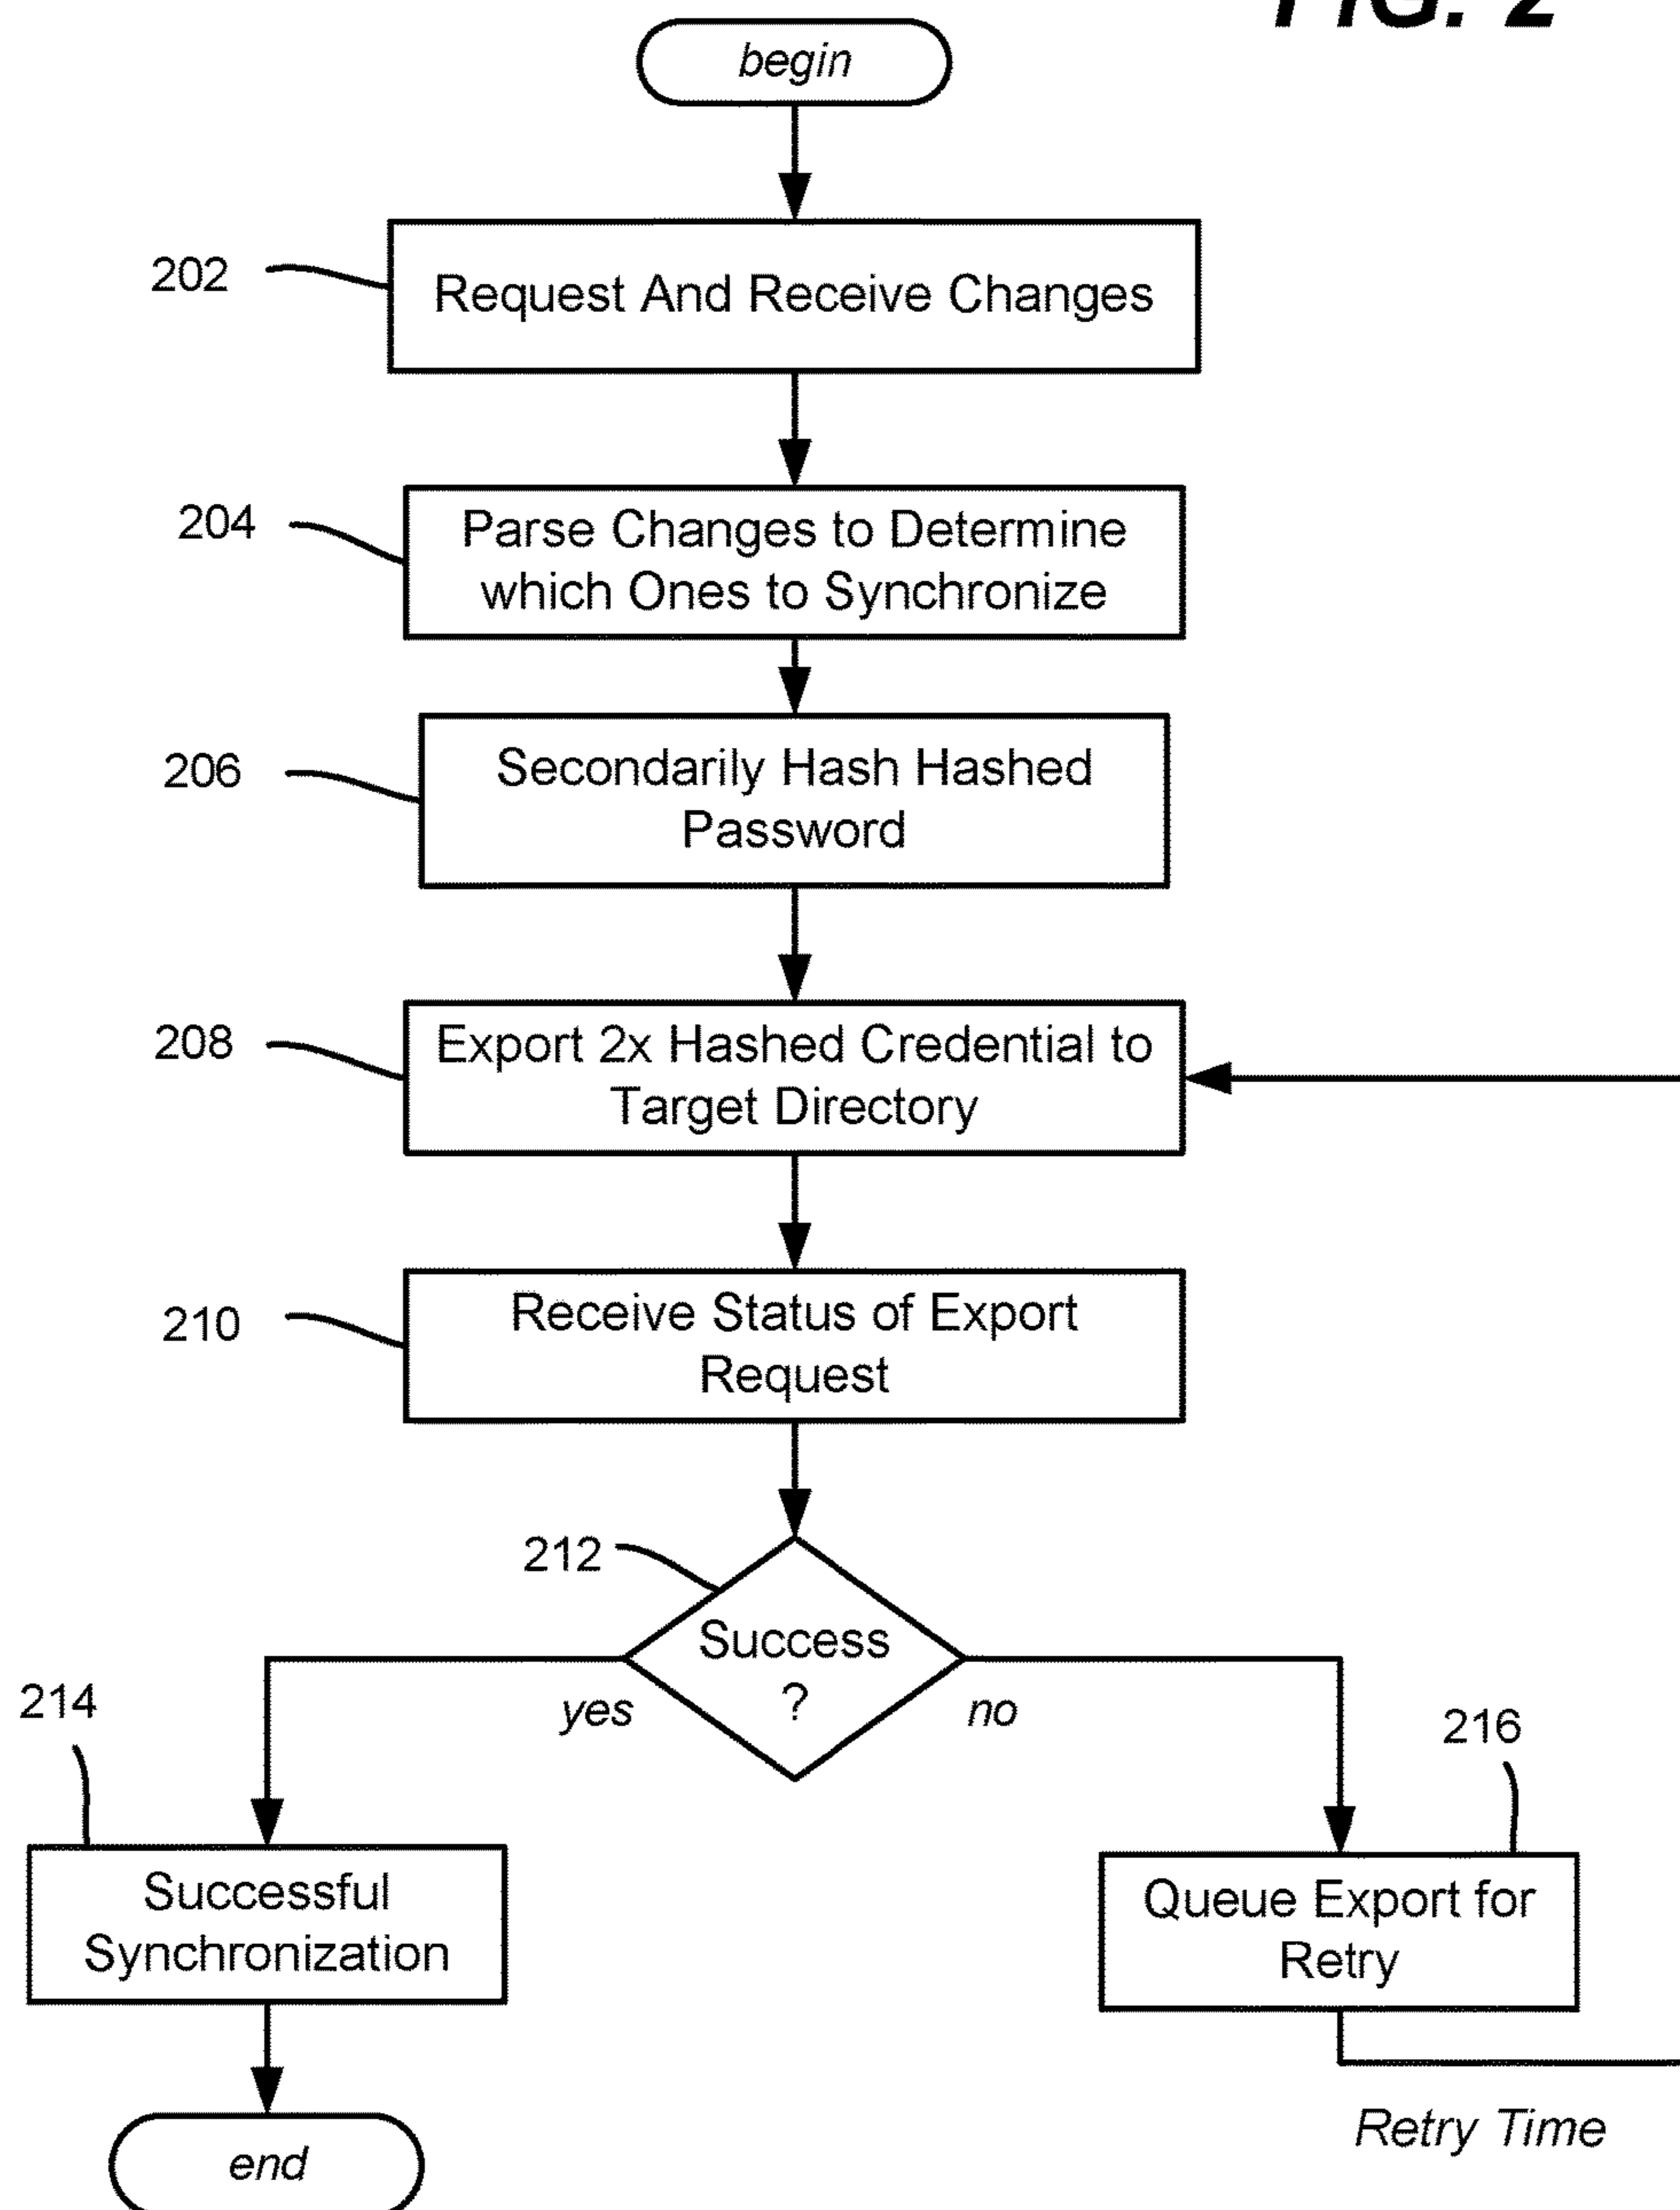 FIG. 2
begin
202
Request And Receive Changes
204
Parse Changes to Determine
which Ones to Synchronize
206
Secondarily Hash Hashed
Password
208
Export 2x Hashed Credential to
Target Directory
210
Receive Status of Export
Request
212
Success
?
yes
no
214
Successful
Synchronization
216
Queue Export for
Retry
Retry Time
end